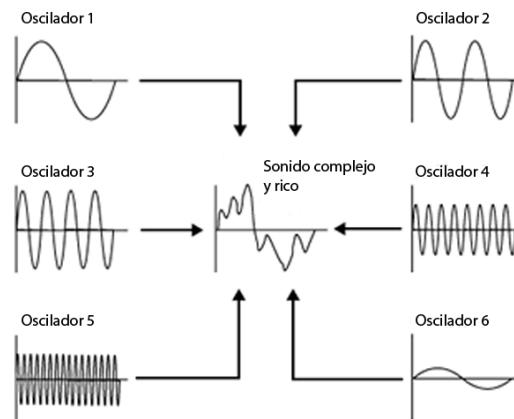 Oscilador 1
Oscilador 2
Oscilador 3
Sonido complejo
y rico
Oscilador 4
Oscilador 5
Oscilador 6